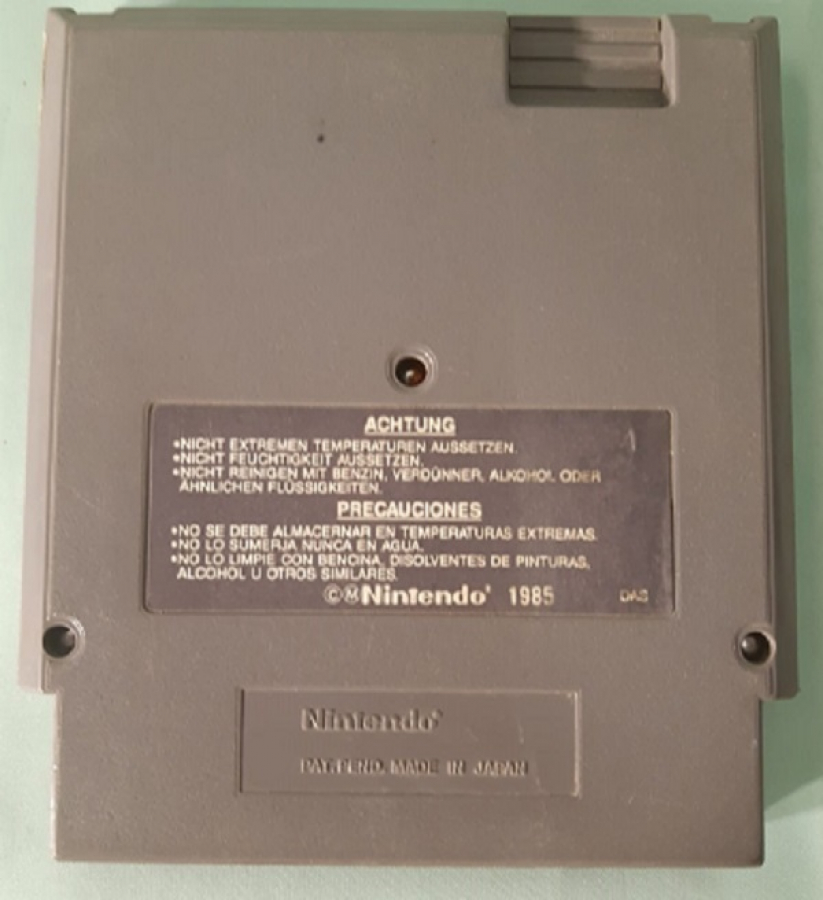 ACHTUNG
•NICHT EXTREMEN TEMPERATUREN AUSSETZEN.
•NICHT FEUCHTIGKEIT AUSSETZEN.
•NICHT REINIGEN MIT BENZIN, VERDÜNNER, ALKOHOL ODER
ÄHNLICHEN FLÜSSIGKEITEN.
PRECAUCIONES
•NO SE DEBE ALMACERNAR EN TEMPERATURAS EXTREMAS.
•NO LO SUMERJA NUNCA EN AGUA.
•NO LO LIMPIE CON BENCINA, DISOLVENTES DE PINTURAS,
ALCOHOL U OTROS SIMILARES.
©Ⓜ Nintendo® 1985 DAS
Nintendo®
PAT. PEND. MADE IN JAPAN